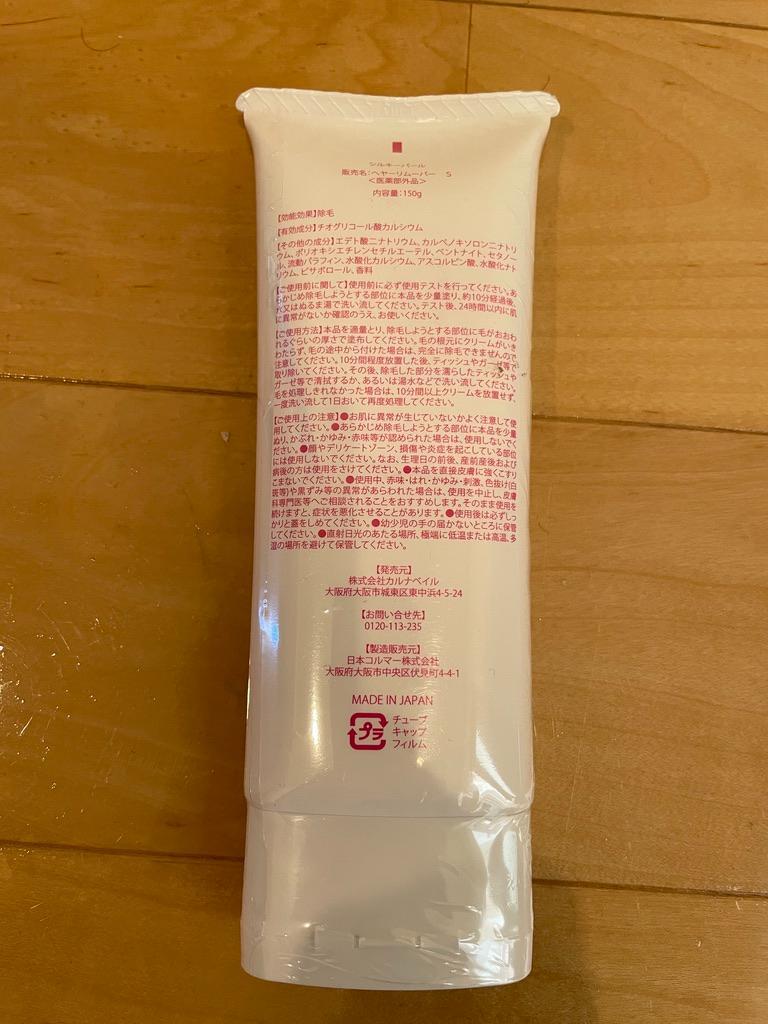 シルキーパール
販売名：ヘヤーリムーバー S
＜医薬部外品＞
内容量：150g
【効能効果】除毛
【有効成分】チオグリコール酸カルシウム
【その他の成分】エデト酸二ナトリウム、カルベノキソロン二ナトリ
ウム、ポリオキシエチレンセチルエーテル、ベントナイト、セタノー
ル、流動パラフィン、水酸化カルシウム、アスコルビン酸、水酸化ナト
リウム、ビサボロール、香料
【ご使用前に関して】使用前に必ず使用テストを行ってください。あ
らかじめ除毛しようとする部位に本品を少量塗り、約10分経過後、
水又はぬるま湯で洗い流してください。テスト後、24時間以内に肌
に異常がないか確認のうえ、お使いください。
【ご使用方法】本品を適量とり、除毛しようとする部位に毛がおおわ
れるぐらいの厚さで塗布してください。毛の根元にクリームがいき
わたらず、毛の途中から付けた場合は、完全に除毛できませんので
注意してください。10分間程度放置した後、ティッシュやガーゼ等で
取り除いてください。その後、除毛した部分を濡らしたティッシュや
ガーゼ等で清拭するか、あるいは湯水などで洗い流してください。
毛を処理しきれなかった場合は、10分間以上クリームを放置せず、
一度洗い流して1日おいて再度処理してください。
【ご使用上の注意】●お肌に異常が生じていないかよく注意して使
用してください。●あらかじめ除毛しようとする部位に本品を少量
ぬり、かぶれ・かゆみ・赤味等が認められた場合は、使用しないでく
ださい。●顔やデリケートゾーン、損傷や炎症を起こしている部位
には使用しないでください。なお、生理日の前後、産前産後および
病後の方は使用をさけてください。●本品を直接皮膚に強くこすり
こまないでください。●使用中、赤味・はれ・かゆみ・刺激、色抜け(白
斑等)や黒ずみ等の異常があらわれた場合は、使用を中止し、皮膚
科専門医等へご相談されることをおすすめします。そのまま使用を
続けますと、症状を悪化させることがあります。●使用後は必ずしっ
かりと蓋をしめてください。●幼少児の手の届かないところに保管
してください。●直射日光のあたる場所、極端に低温または高温、多
湿の場所を避けて保管してください。
【発売元】
株式会社カルナベイル
大阪府大阪市城東区東中浜4-5-24
【お問い合せ先】
0120-113-235
【製造販売元】
日本コルマー株式会社
大阪府大阪市中央区伏見町4-4-1
MADE IN JAPAN
プラ
チューブ
キャップ
フィルム